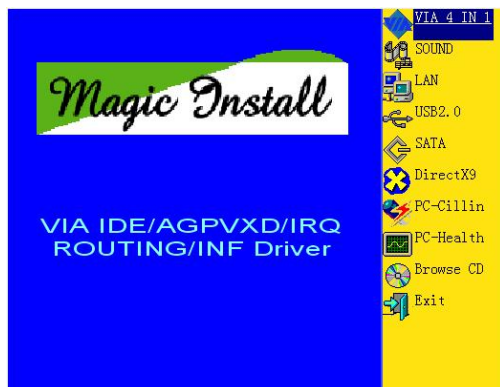 Magic Install
VIA IDE/AGPVXD/IRQ
ROUTING/INF Driver
VIA 4 IN 1
SOUND
LAN
USB2.0
SATA
DirectX9
PC-Cillin
PC-Health
Browse CD
Exit